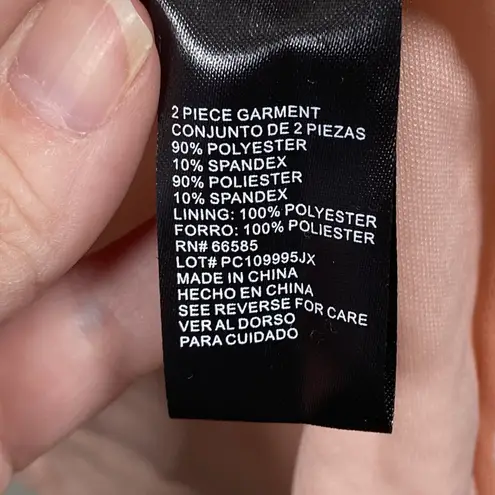 2 PIECE GARMENT
CONJUNTO DE 2 PIEZAS
90% POLYESTER
10% SPANDEX
90% POLIESTER
10% SPANDEX
LINING: 100% POLYESTER
FORRO: 100% POLIESTER
RN# 66585
LOT# PC109995JX
MADE IN CHINA
HECHO EN CHINA
SEE REVERSE FOR CARE
VER AL DORSO
PARA CUIDADO